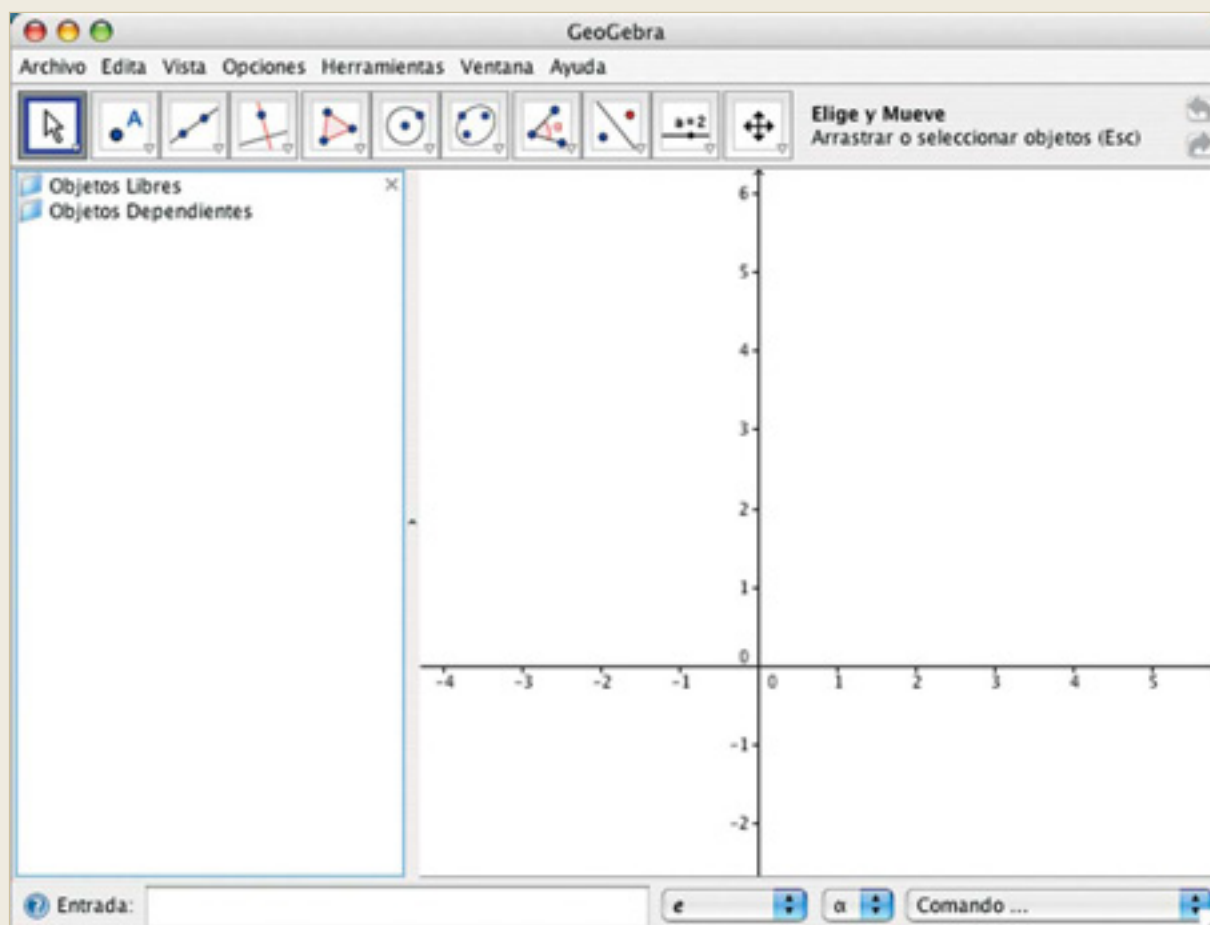 GeoGebra
Archivo Edita Vista Opciones Herramientas Ventana Ayuda
A
α
a=2
Elige y Mueve
Arrastrar o seleccionar objetos (Esc)
Objetos Libres
Objetos Dependientes
6
5
4
3
2
1
0
-4 -3 -2 -1 0 1 2 3 4 5
-1
-2
Entrada: e α Comando ...